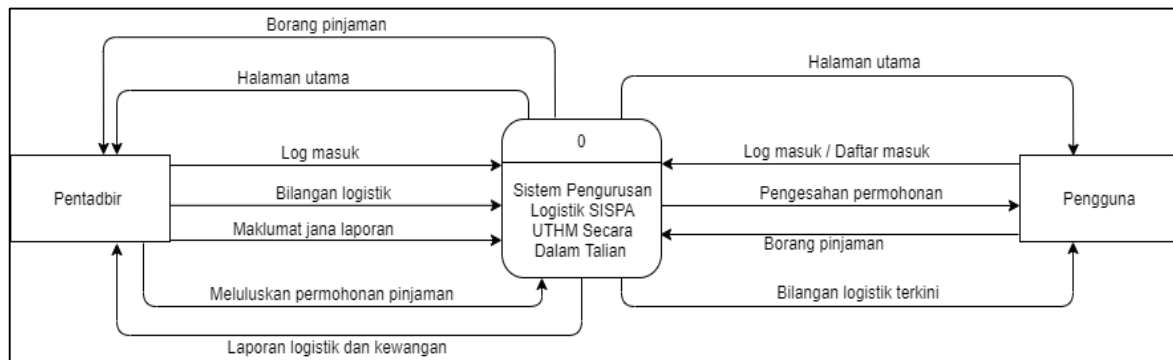 Borang pinjaman
Halaman utama
Halaman utama
0
Log masuk
Log masuk / Daftar masuk
Pentadbir
Bilangan logistik
Sistem Pengurusan
Logistik SISPA
UTHM Secara
Dalam Talian
Pengesahan permohonan
Pengguna
Maklumat jana laporan
Borang pinjaman
Meluluskan permohonan pinjaman
Bilangan logistik terkini
Laporan logistik dan kewangan